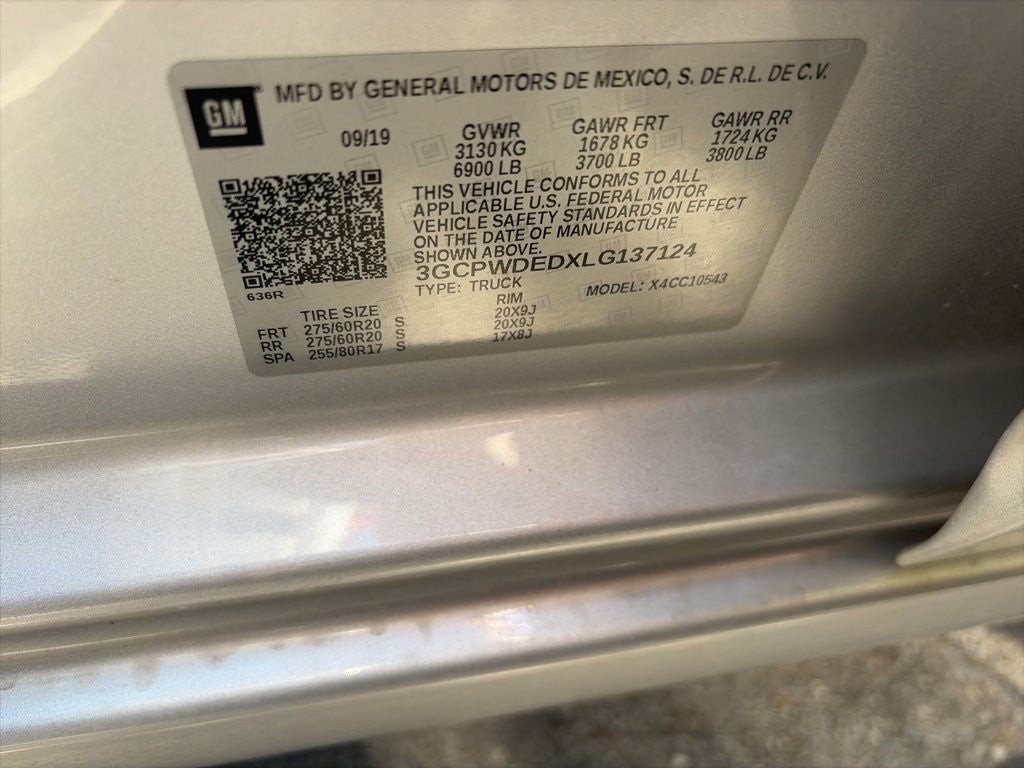 GM
MFD BY GENERAL MOTORS DE MEXICO, S. DE R.L. DE C.V.
09/19
GVWR GAWR FRT GAWR RR
3130 KG 1678 KG 1724 KG
6900 LB 3700 LB 3800 LB
THIS VEHICLE CONFORMS TO ALL
APPLICABLE U.S. FEDERAL MOTOR
VEHICLE SAFETY STANDARDS IN EFFECT
ON THE DATE OF MANUFACTURE
SHOWN ABOVE.
3GCPWDEDXLG137124
TYPE: TRUCK MODEL: X4CC10543
636R
TIRE SIZE RIM
FRT 275/60R20 S 20X9J
RR 275/60R20 S 20X9J
SPA 255/80R17 S 17X8J